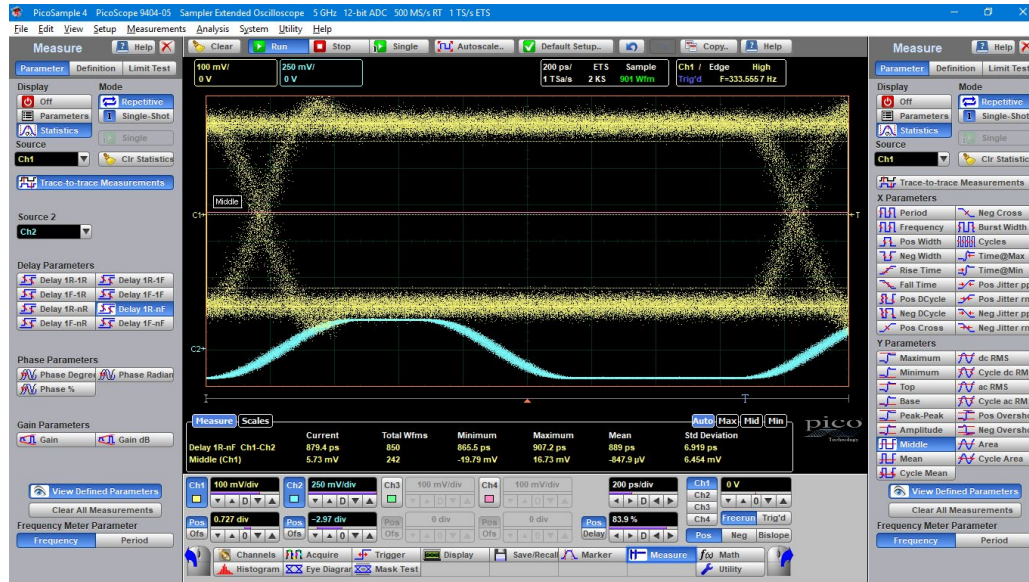 PicoSample 4 PicoScope 9404-05 Sampler Extended Oscilloscope 5 GHz 12-bit ADC 500 MS/s RT 1 TS/s ETS
File Edit View Setup Measurements Analysis System Utility Help
Measure Help
Clear Run Stop Single Autoscale.. Default Setup.. Copy.. Help
Measure Help
Parameter Definition Limit Test
100 mV/
0 V
250 mV/
0 V
200 ps/ ETS Sample
1 TSa/s 2 KS 901 Wfm
Ch1 / Edge High
Trig'd F=333.5557 Hz
Parameter Definition Limit Test
Display Mode
Off Repetitive
Parameters Single-Shot
Statistics Single
Source
Ch1 Clr Statistics
Trace-to-trace Measurements
Source 2
Ch2
Delay Parameters
Delay 1R-1R Delay 1R-1F
Delay 1F-1R Delay 1F-1F
Delay 1R-nR Delay 1R-nF
Delay 1F-nR Delay 1F-nF
Phase Parameters
Phase Degree Phase Radian
Phase %
Gain Parameters
Gain Gain dB
View Defined Parameters
Clear All Measurements
Frequency Meter Parameter
Frequency Period
Middle
C1+
T
C2+
T
Measure Scales
Auto Max Mid Min
pico
Technology
Current Total Wfms Minimum Maximum Mean Std Deviation
Delay 1R-nF Ch1-Ch2 879.4 ps 850 865.5 ps 907.2 ps 889 ps 6.919 ps
Middle (Ch1) 5.73 mV 242 -19.79 mV 16.73 mV -847.9 µV 6.454 mV
Ch1 100 mV/div Ch2 250 mV/div Ch3 100 mV/div Ch4 100 mV/div 200 ps/div Ch1 0 V
Ch2
Ch3
Pos 0.727 div Pos -2.97 div Pos 0 div Pos 0 div Pos 83.9 % Ch4 Freerun Trig'd
Ofs Ofs Ofs Ofs Delay Pos Neg Bislope
Channels Acquire Trigger Display Save/Recall Marker Measure Math
Histogram Eye Diagram Mask Test Utility
Display Mode
Off Repetitive
Parameters Single-Shot
Statistics Single
Source
Ch1 Clr Statistic
Trace-to-trace Measurements
X Parameters
Period Neg Cross
Frequency Burst Width
Pos Width Cycles
Neg Width Time@Max
Rise Time Time@Min
Fall Time Pos Jitter pp
Pos DCycle Pos Jitter rm
Neg DCycle Neg Jitter pp
Pos Cross Neg Jitter rm
Y Parameters
Maximum dc RMS
Minimum Cycle dc RM
Top ac RMS
Base Cycle ac RM
Peak-Peak Pos Oversho
Amplitude Neg Oversho
Middle Area
Mean Cycle Area
Cycle Mean
View Defined Parameters
Clear All Measurements
Frequency Meter Parameter
Frequency Period